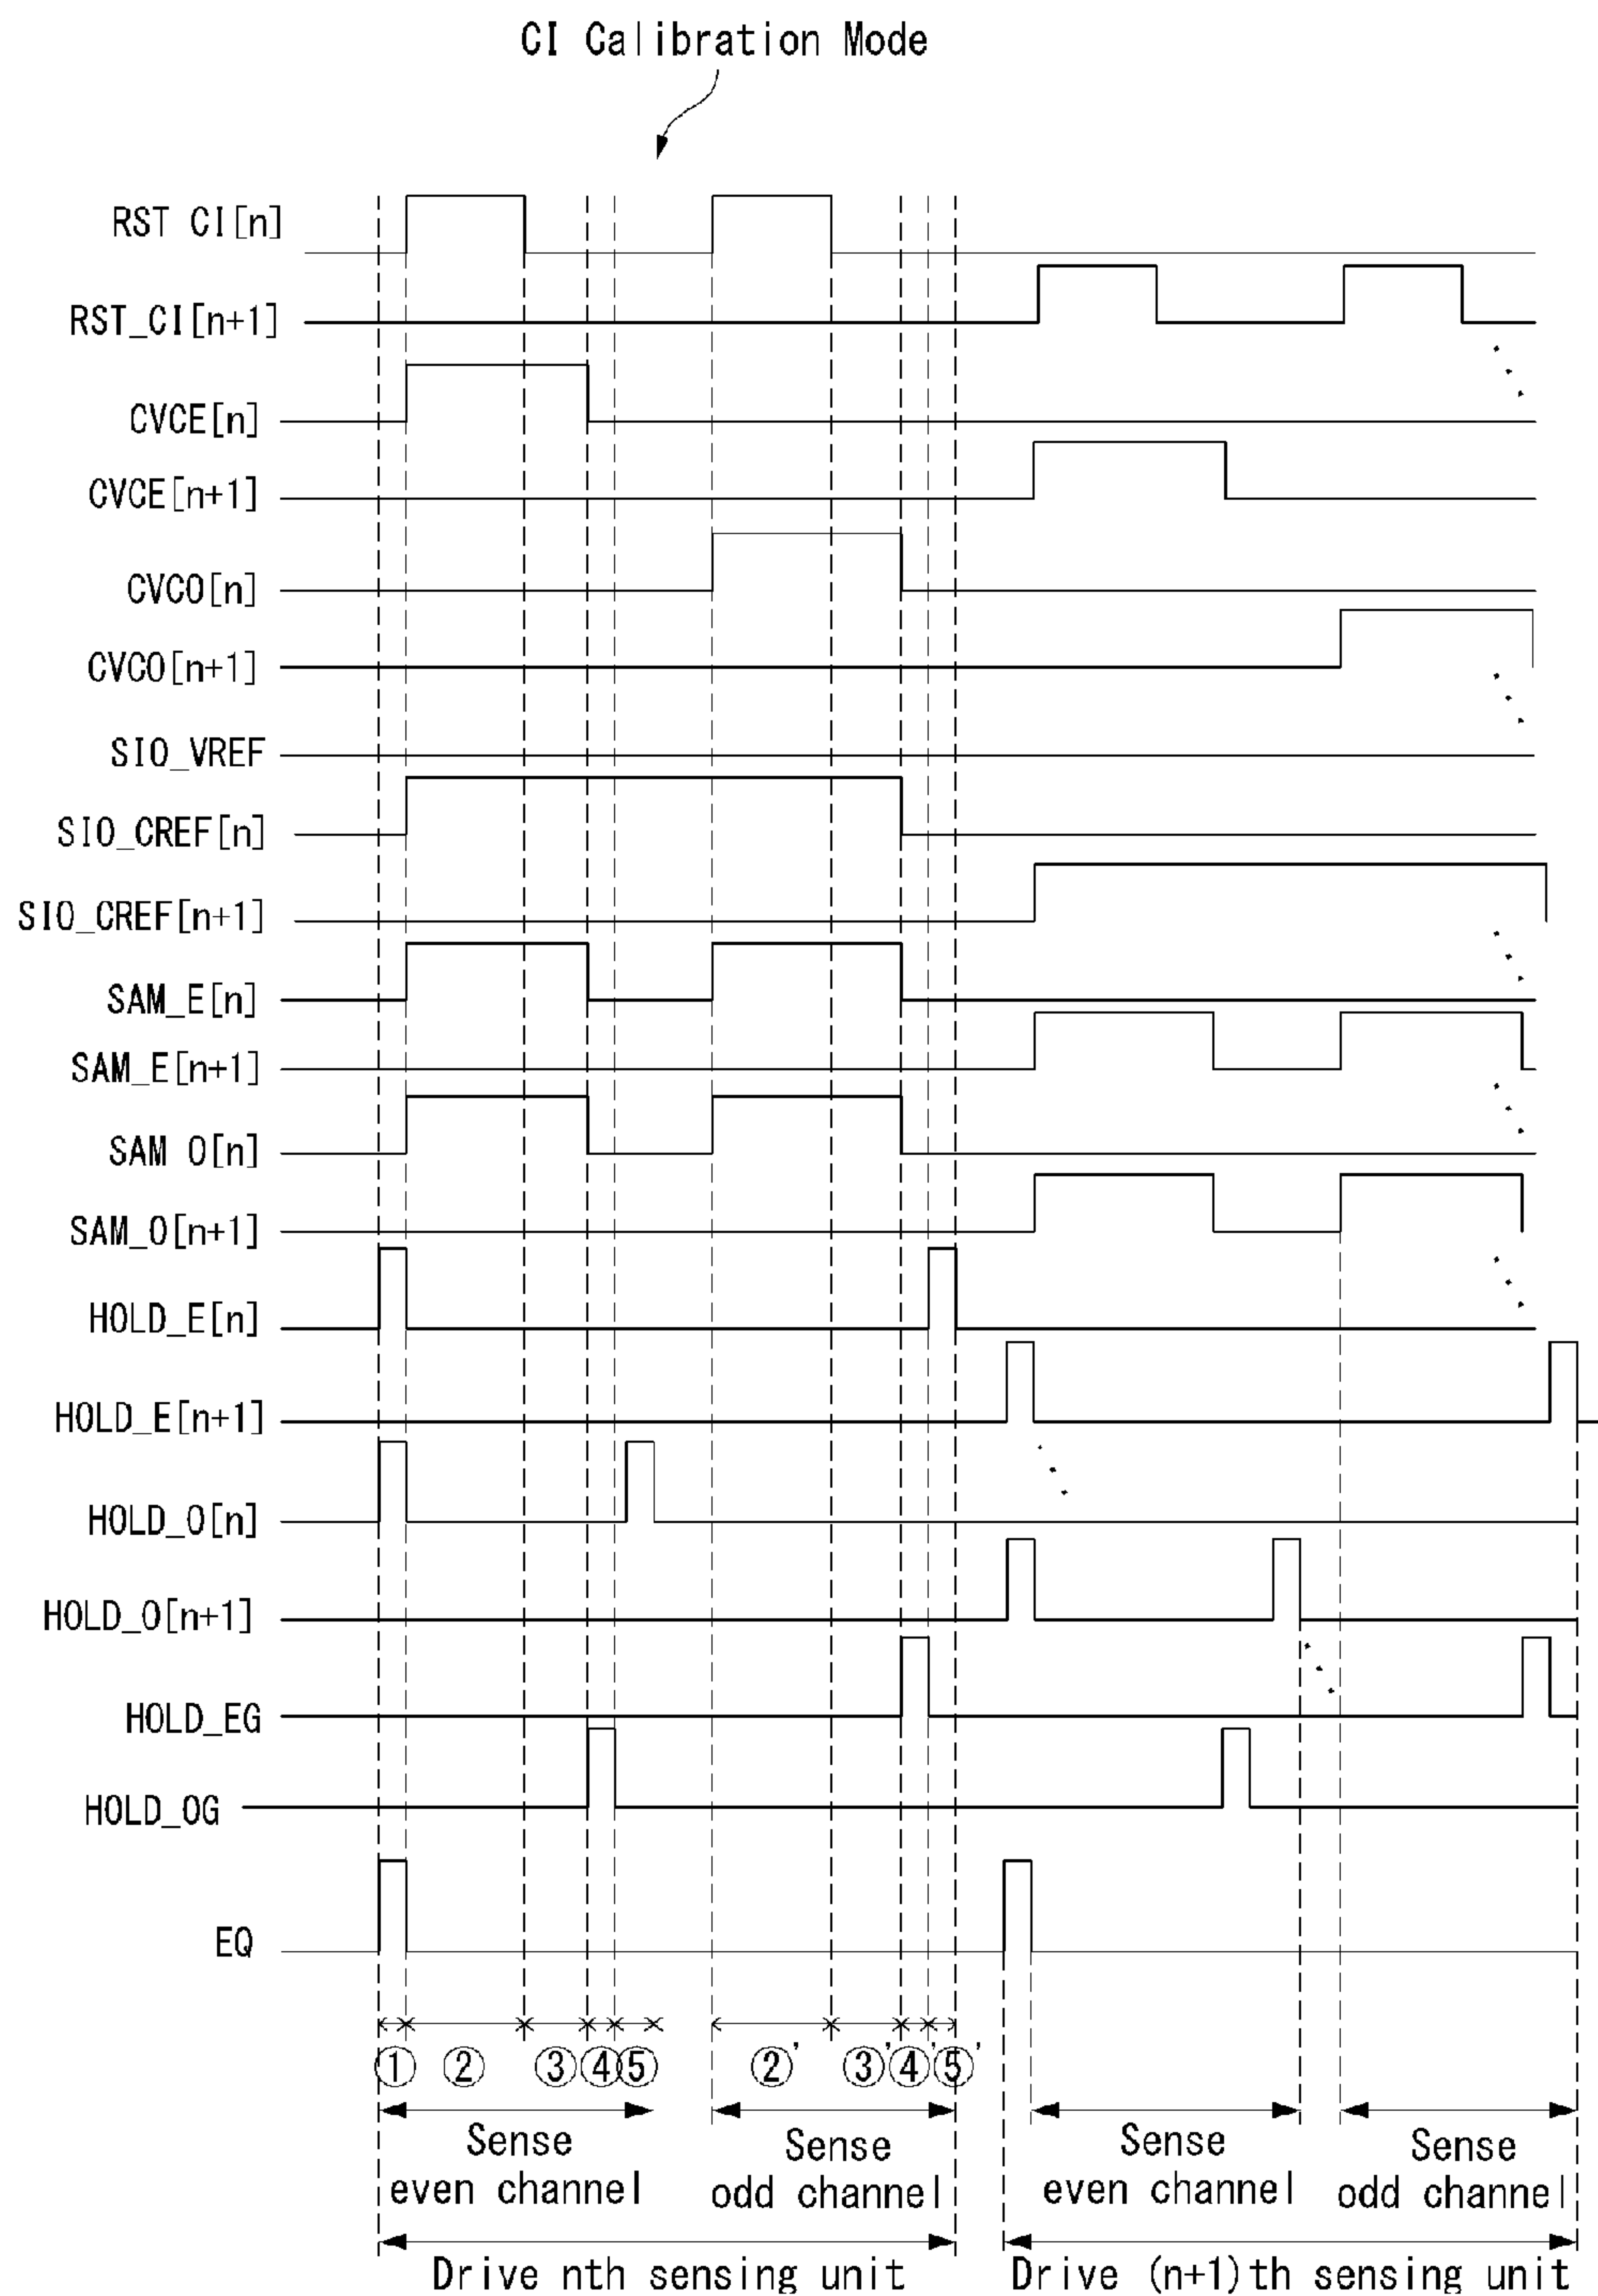 CI Calibration Mode
RST CI[n]
RST_CI[n+1]
CVCE[n]
CVCE[n+1]
CVCO[n]
CVCO[n+1]
SIO_VREF
SIO_CREF[n]
SIO_CREF[n+1]
SAM_E[n]
SAM_E[n+1]
SAM O[n]
SAM_O[n+1]
HOLD_E[n]
HOLD_E[n+1]
HOLD_O[n]
HOLD_O[n+1]
HOLD_EG
HOLD_OG
EQ
① ② ③ ④ ⑤ ②' ③' ④' ⑤'
Sense even channel
Sense odd channel
Sense even channel
Sense odd channel
Drive nth sensing unit
Drive (n+1)th sensing unit